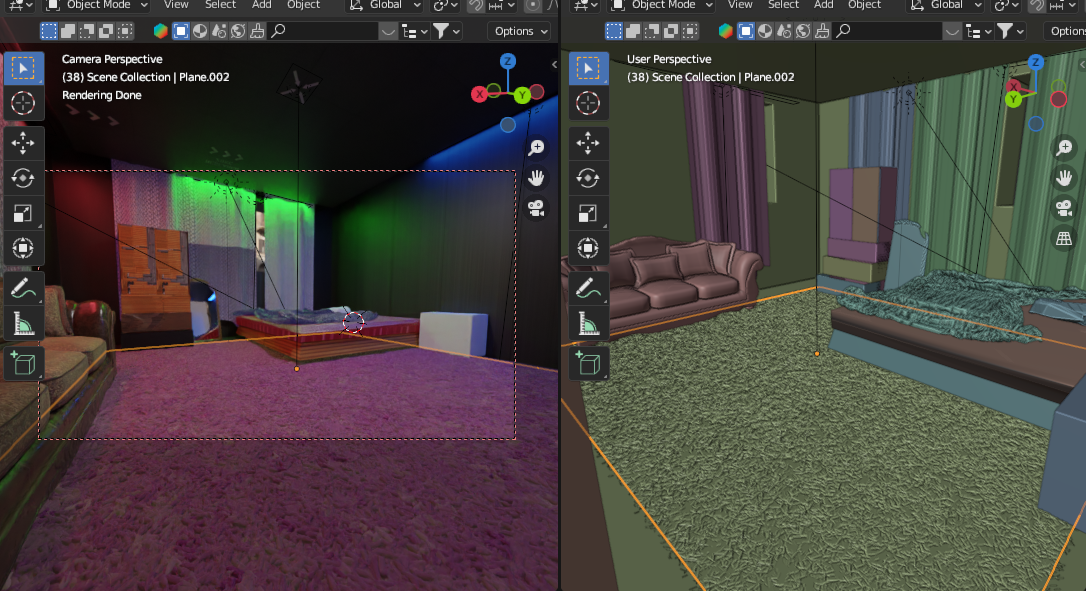 Object Mode View Select Add Object Global
Options
Camera Perspective
(38) Scene Collection | Plane.002
Rendering Done
Z
X
Y
Object Mode View Select Add Object Global
Options
User Perspective
(38) Scene Collection | Plane.002
Z
X
Y